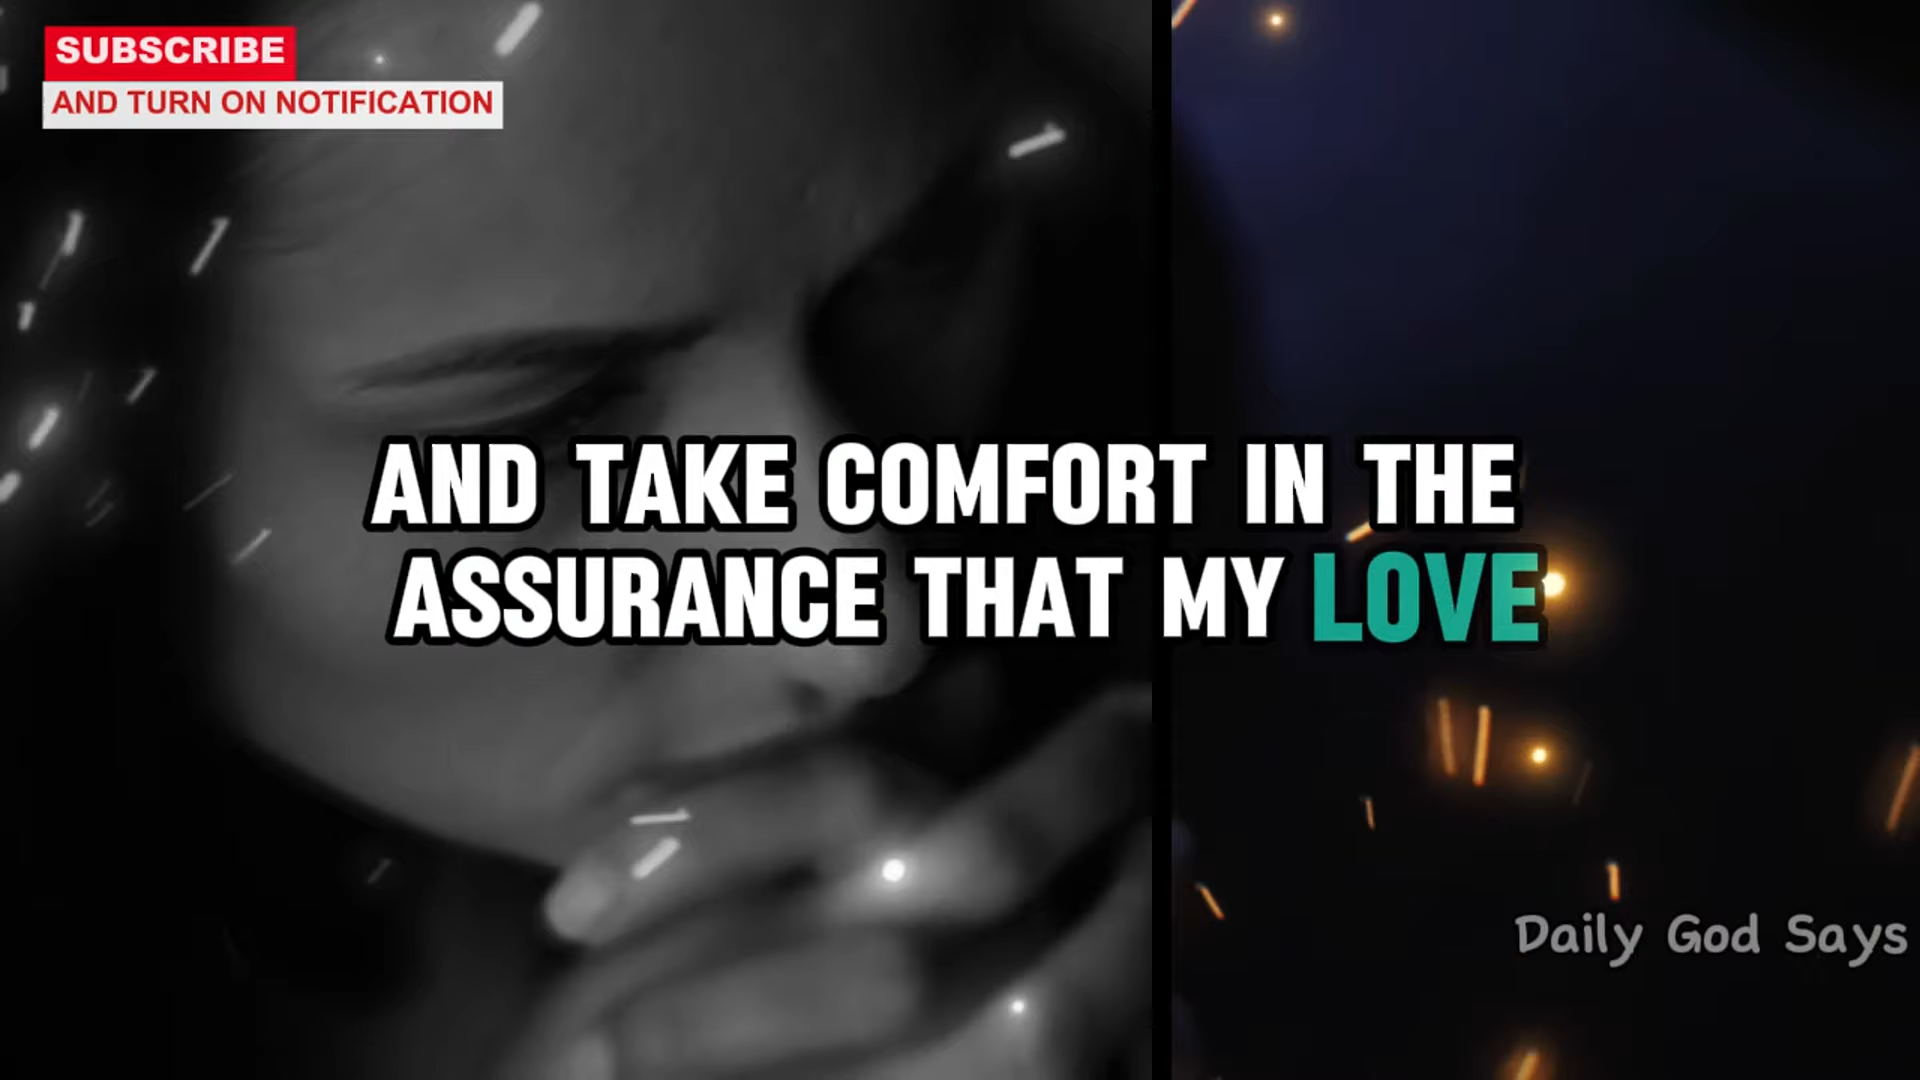 SUBSCRIBE
AND TURN ON NOTIFICATION
AND TAKE COMFORT IN THE
ASSURANCE THAT MY LOVE
Daily God Says